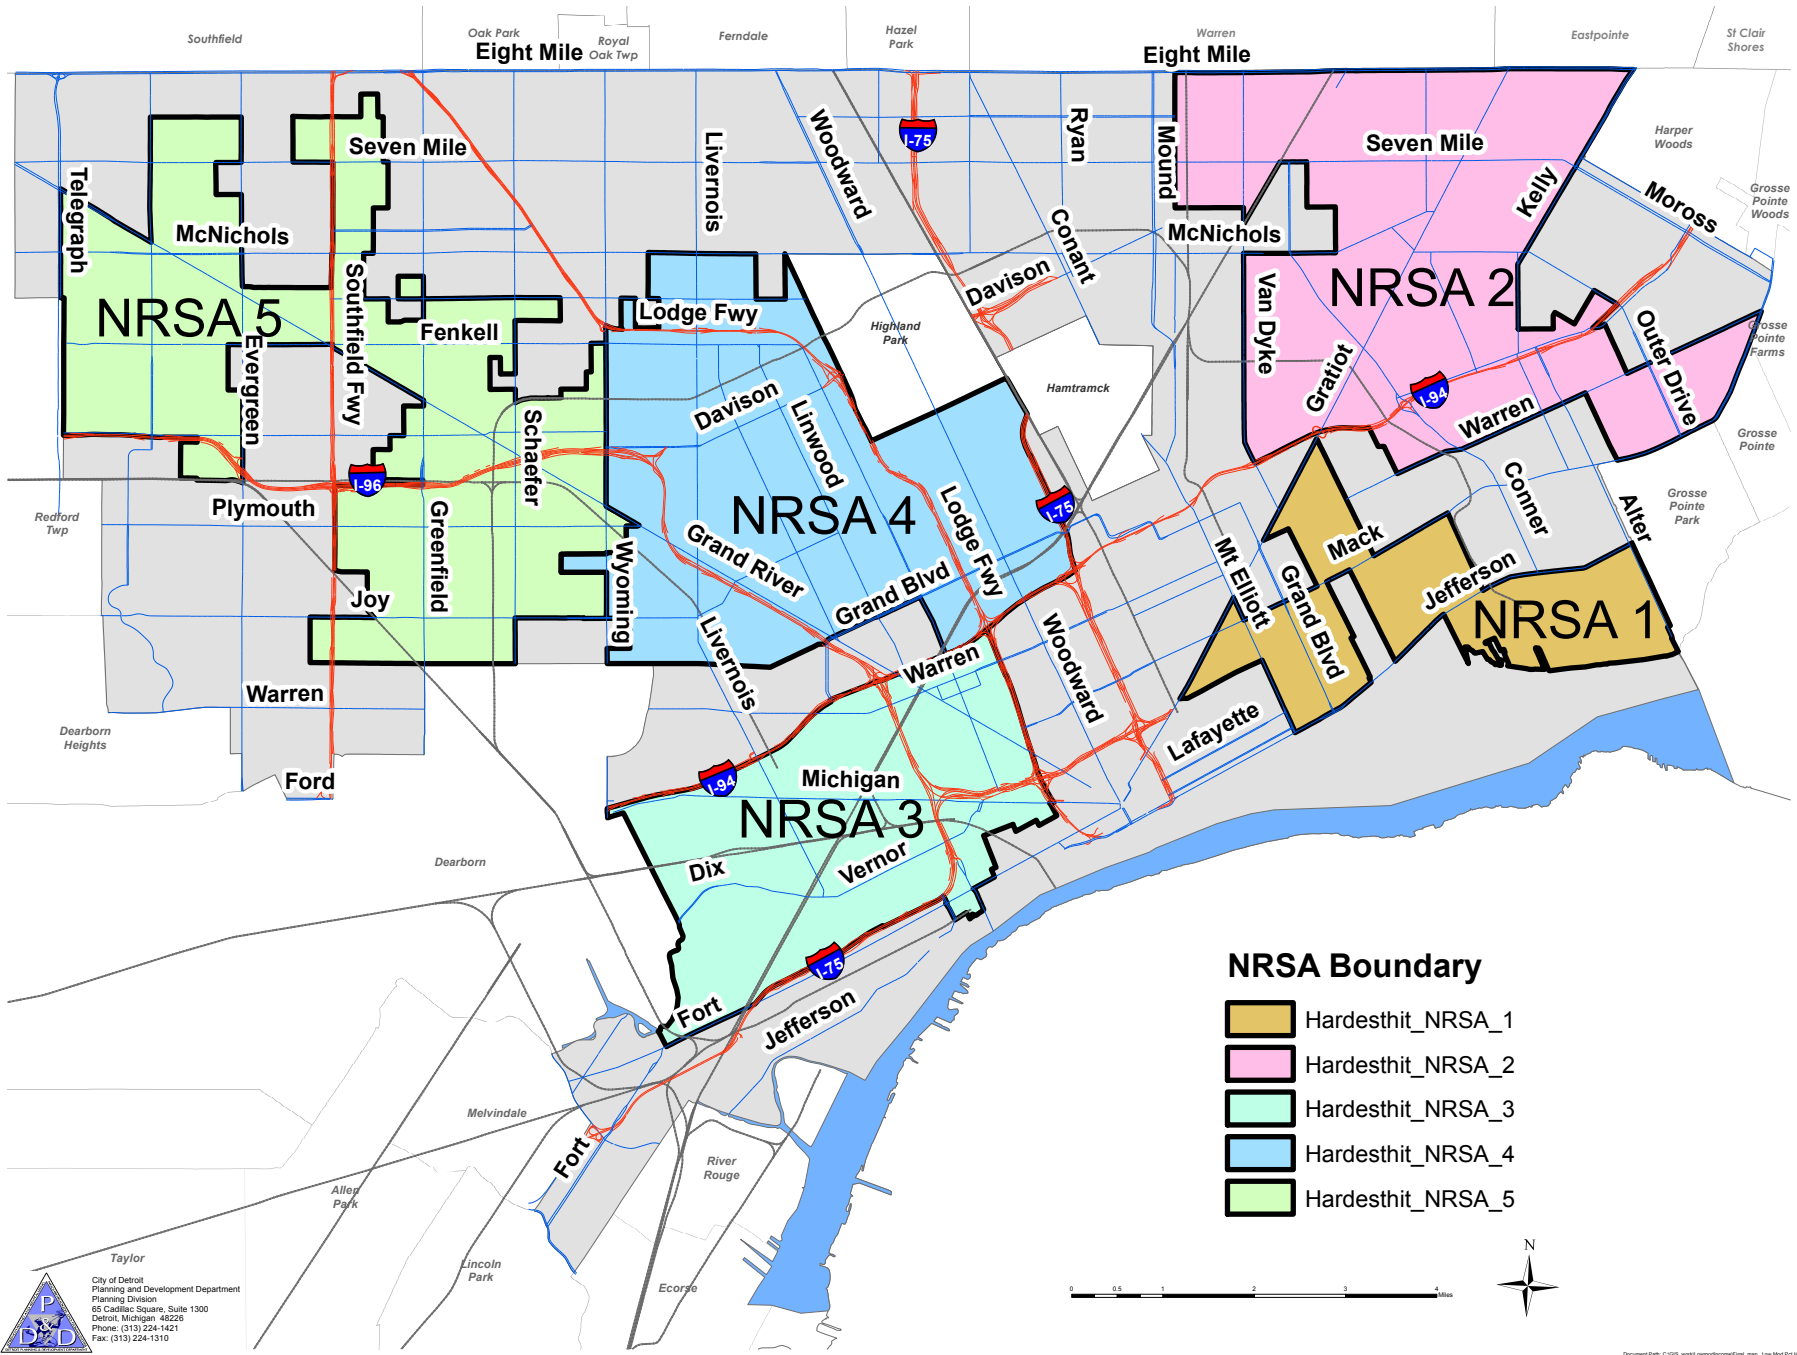 Southfield
Oak Park
Royal
Oak Twp
Ferndale
Hazel
Park
Warren
Eastpointe
St Clair
Shores
Eight Mile
Eight Mile
Harper
Woods
Grosse
Pointe
Woods
Grosse
Pointe
Farms
Grosse
Pointe
Grosse
Pointe
Park
Seven Mile
Livernois
Woodward
I-75
Ryan
Mound
Seven Mile
Kelly
Moross
Telegraph
McNichols
Southfield Fwy
Conant
McNichols
Davison
Van Dyke
NRSA 2
NRSA 5
Evergreen
Fenkell
Lodge Fwy
Highland
Park
Hamtramck
Gratiot
I-94
Outer Drive
Warren
Davison
Linwood
Schaefer
I-96
Plymouth
Greenfield
NRSA 4
Lodge Fwy
I-75
Conner
Alter
Redford
Twp
Grand River
Grand Blvd
Wyoming
Joy
Mack
Mt Elliott
Grand Blvd
Jefferson
NRSA 1
Livernois
Warren
Woodward
Lafayette
Warren
Dearborn
Heights
Ford
I-94
Michigan
NRSA 3
Dix
Vernor
Dearborn
I-75
Fort
Jefferson
Melvindale
Fort
River
Rouge
Allen
Park
Taylor
Lincoln
Park
Ecorse
NRSA Boundary
Hardesthit_NRSA_1
Hardesthit_NRSA_2
Hardesthit_NRSA_3
Hardesthit_NRSA_4
Hardesthit_NRSA_5
N
0 0.5 1 2 3 4
Miles
P
D & D
City of Detroit
Planning and Development Department
Planning Division
65 Cadillac Square, Suite 1300
Detroit, Michigan 48226
Phone: (313) 224-1421
Fax: (313) 224-1310